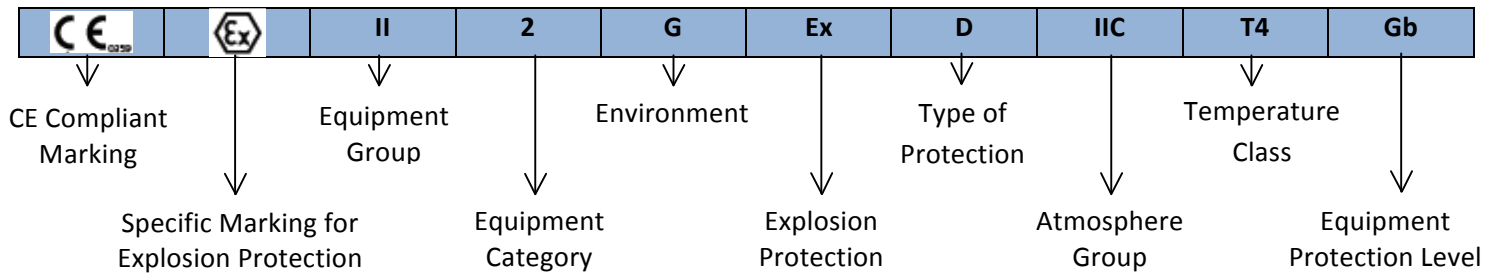 CE 0359 Ex II 2 G Ex D IIC T4 Gb
CE Compliant
Marking
Equipment
Group
Environment
Type of
Protection
Temperature
Class
Specific Marking for
Explosion Protection
Equipment
Category
Explosion
Protection
Atmosphere
Group
Equipment
Protection Level